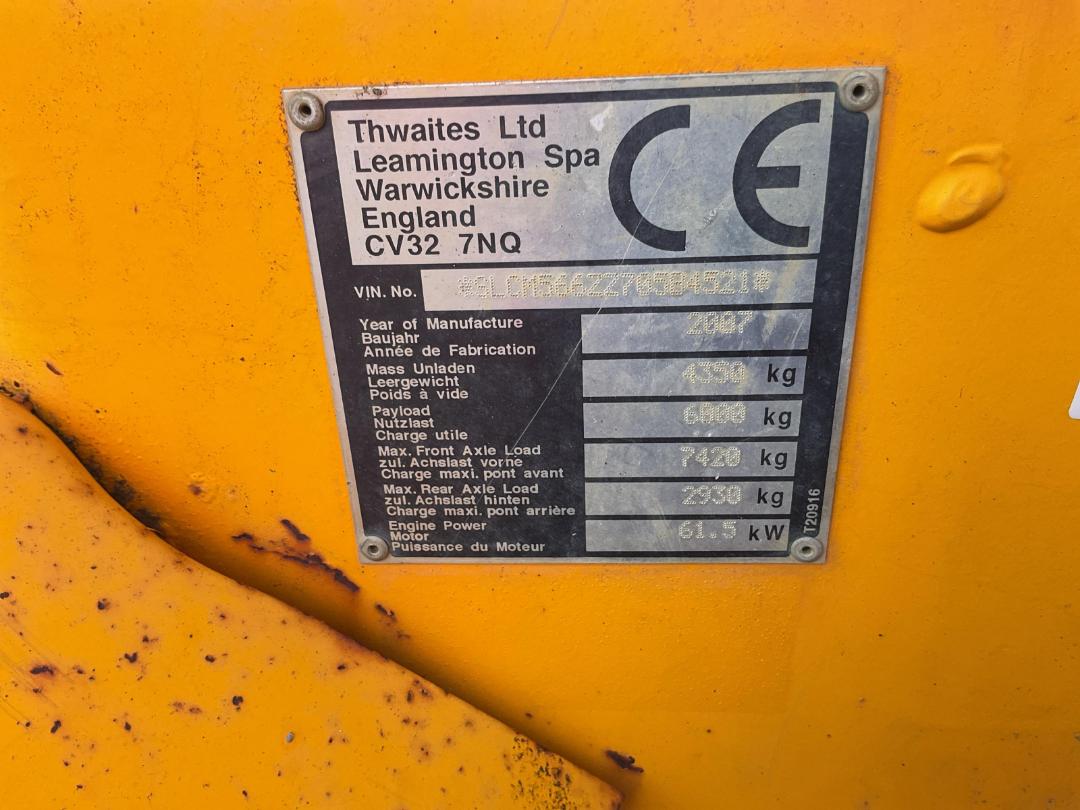 Thwaites Ltd
Leamington Spa
Warwickshire
England
CV32 7NQ
CE
VIN. No. *SLCM566ZZ705B4521*
Year of Manufacture
Baujahr
Année de Fabrication
2007
Mass Unladen
Leergewicht
Poids à vide
4350 kg
Payload
Nutzlast
Charge utile
6000 kg
Max. Front Axle Load
zul. Achslast vorne
Charge maxi. pont avant
7420 kg
Max. Rear Axle Load
zul. Achslast hinten
Charge maxi. pont arrière
2930 kg
Engine Power
Motor
Puissance du Moteur
61.5 kW
T20916